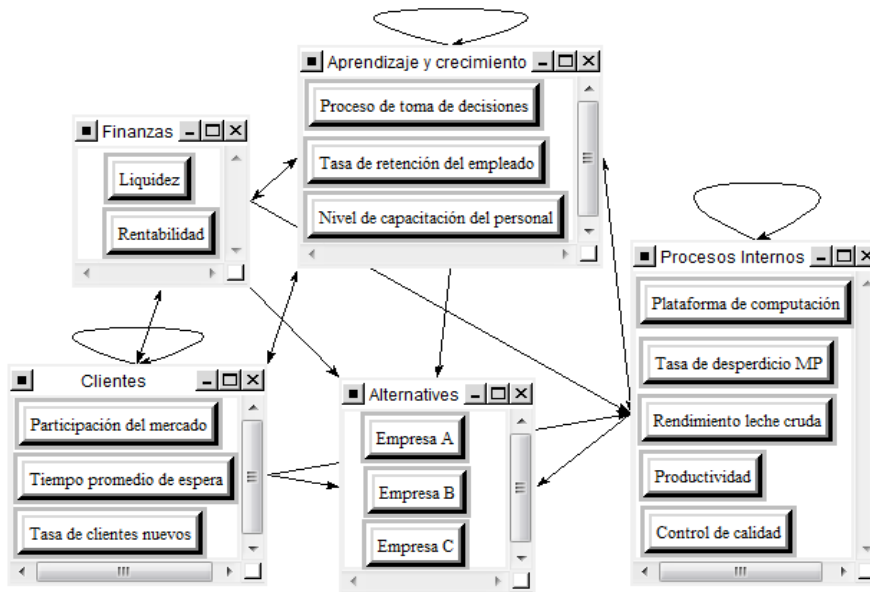 Aprendizaje y crecimiento
Proceso de toma de decisiones
Tasa de retención del empleado
Nivel de capacitación del personal
Finanzas
Liquidez
Rentabilidad
Procesos Internos
Plataforma de computación
Tasa de desperdicio MP
Rendimiento leche cruda
Productividad
Control de calidad
Clientes
Participación del mercado
Tiempo promedio de espera
Tasa de clientes nuevos
Alternatives
Empresa A
Empresa B
Empresa C